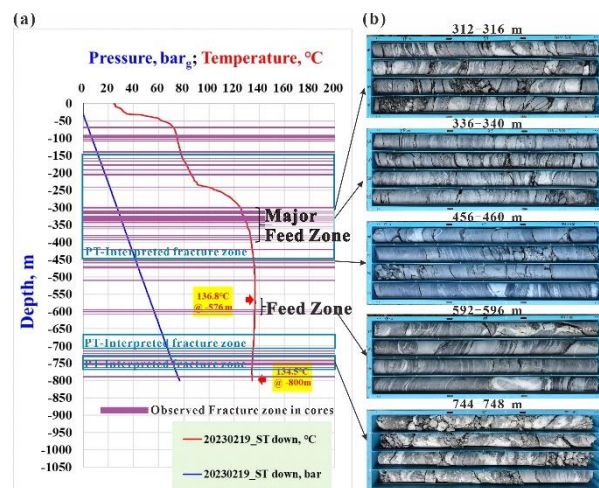 (a)
Pressure, barg; Temperature, °C
0 20 40 60 80 100 120 140 160 180 200
0
-50
-100
-150
-200
-250
-300
-350
-400
-450
-500
-550
-600
-650
-700
-750
-800
-850
-900
-950
-1000
-1050
Depth, m
Major
Feed Zone
PT-Interpreted fracture zone
136.8°C
@ -576m
Feed Zone
PT-Interpreted fracture zone
PT-Interpreted fracture zone
134.5°C
@ -800m
Observed Fracture zone in cores
20230219_ST down, °C
20230219_ST down, bar
(b)
312-316 m
336-340 m
456-460 m
592-596 m
744-748 m